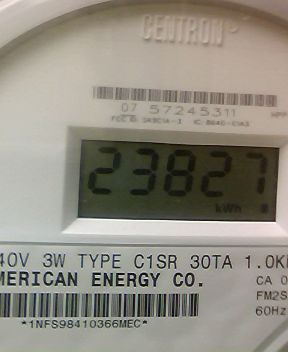 CENTRON
07 57245311
23827
kWh
40V 3W TYPE C1SR 30TA 1.0K
MERICAN ENERGY CO.
CA 0
FM2S
60Hz
*1NFS98410366MEC*